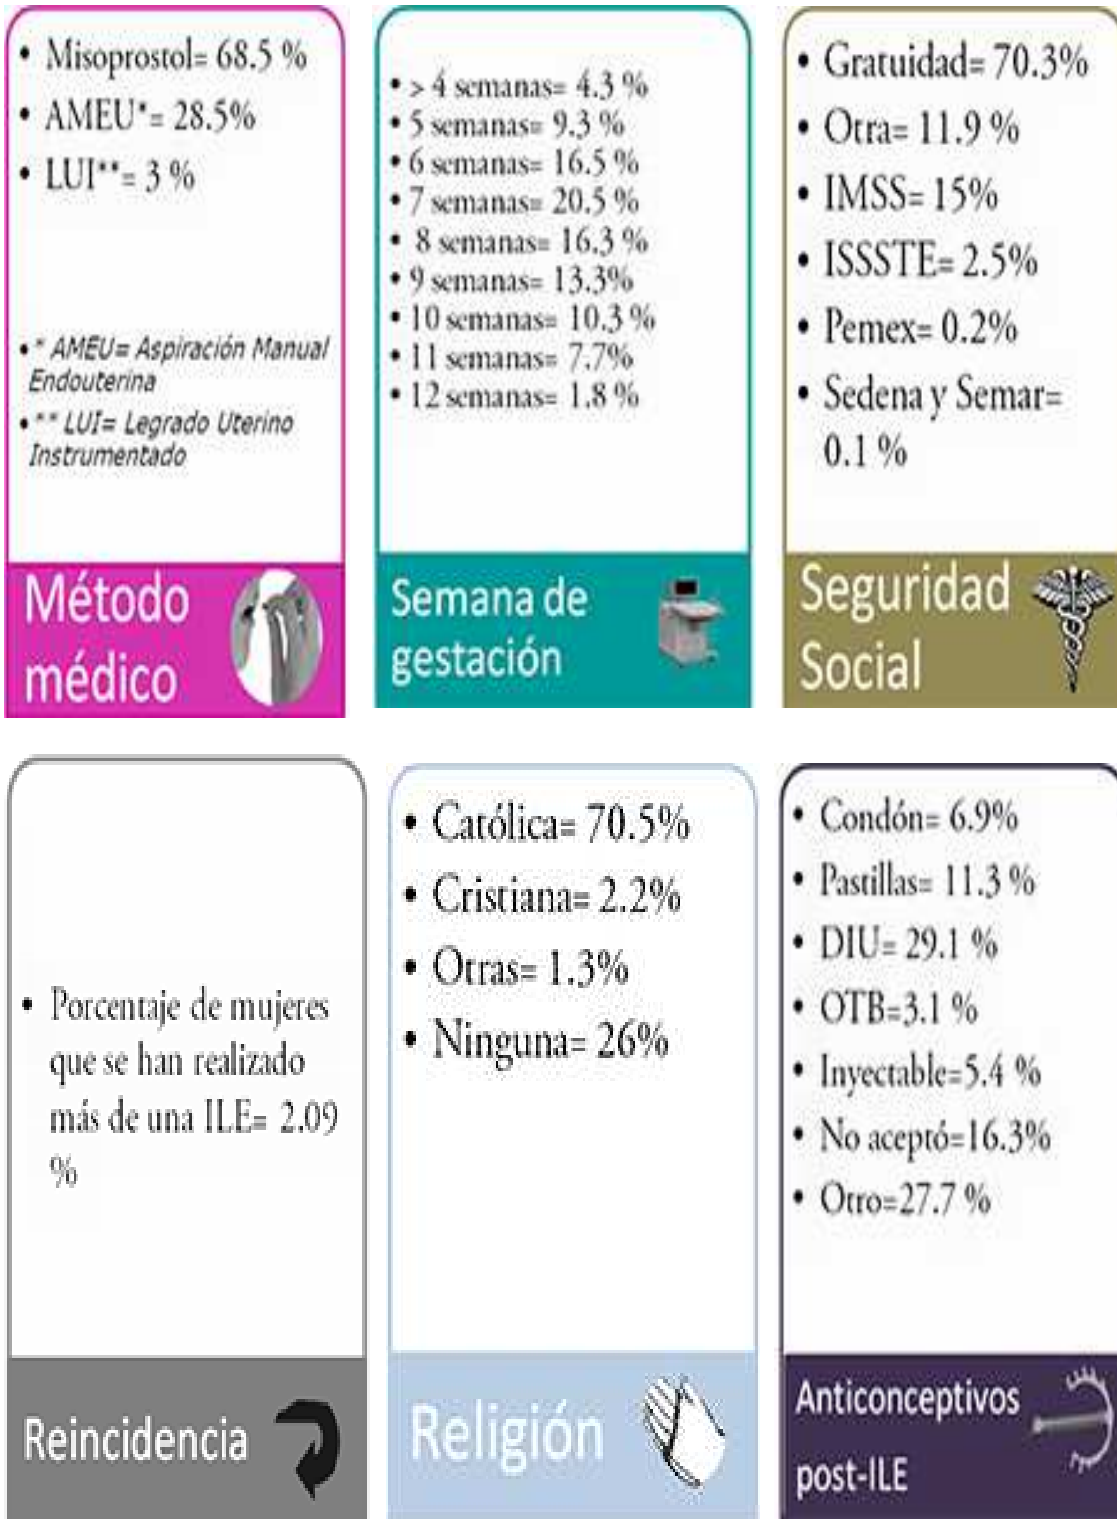 • Misoprostol= 68.5 %
• AMEU*= 28.5%
• LUI**= 3 %
• * AMEU= Aspiración Manual
Endouterina
• ** LUI= Legrado Uterino
Instrumentado
Método
médico
• > 4 semanas= 4.3 %
• 5 semanas= 9.3 %
• 6 semanas= 16.5 %
• 7 semanas= 20.5 %
• 8 semanas= 16.3 %
• 9 semanas= 13.3%
• 10 semanas= 10.3 %
• 11 semanas= 7.7%
• 12 semanas= 1.8 %
Semana de
gestación
• Gratuidad= 70.3%
• Otra= 11.9 %
• IMSS= 15%
• ISSSTE= 2.5%
• Pemex= 0.2%
• Sedena y Semar=
0.1 %
Seguridad
Social
• Porcentaje de mujeres
que se han realizado
más de una ILE= 2.09
%
Reincidencia
• Católica= 70.5%
• Cristiana= 2.2%
• Otras= 1.3%
• Ninguna= 26%
Religión
• Condón= 6.9%
• Pastillas= 11.3 %
• DIU= 29.1 %
• OTB=3.1 %
• Inyectable=5.4 %
• No aceptó=16.3%
• Otro=27.7 %
Anticonceptivos
post-ILE